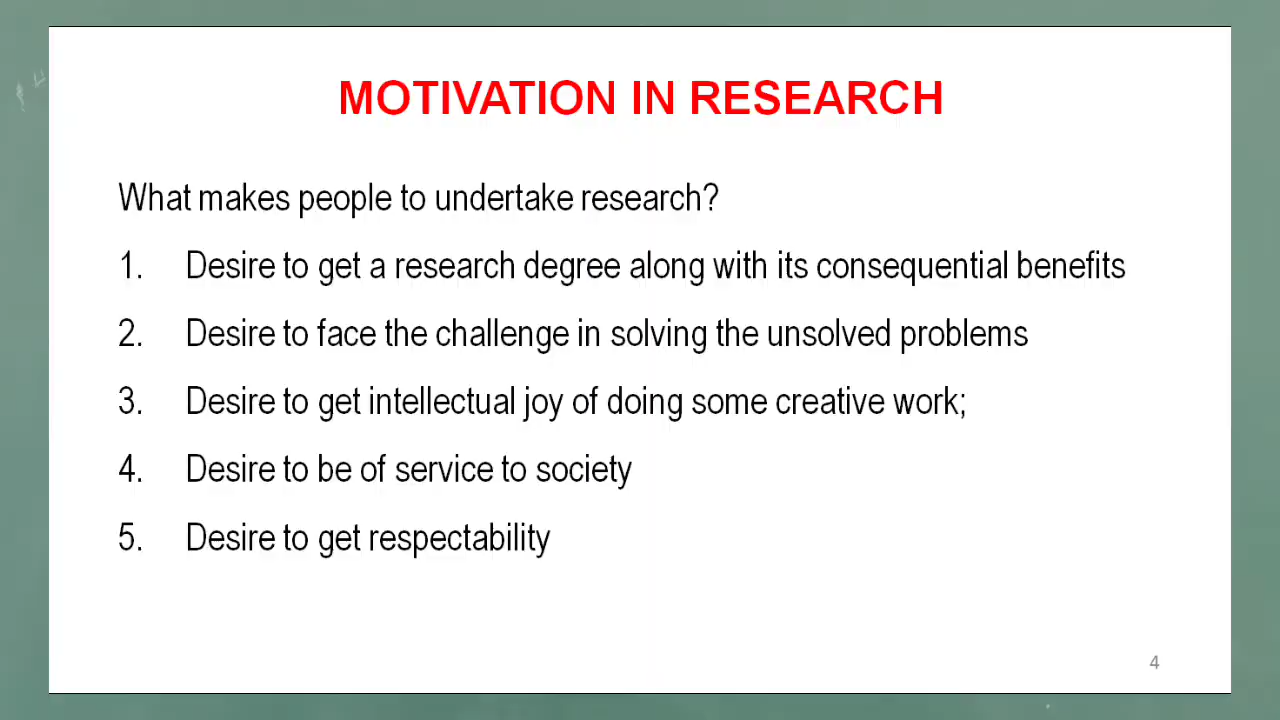 MOTIVATION IN RESEARCH
What makes people to undertake research?
1. Desire to get a research degree along with its consequential benefits
2. Desire to face the challenge in solving the unsolved problems
3. Desire to get intellectual joy of doing some creative work;
4. Desire to be of service to society
5. Desire to get respectability
4